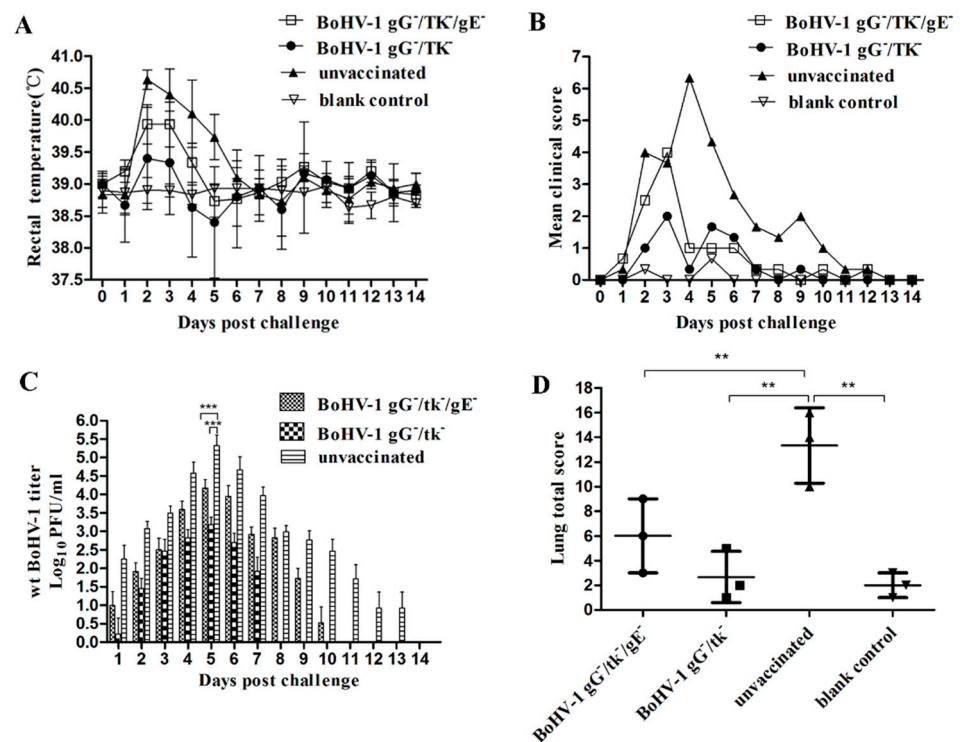 A
BoHV-1 gG⁻/TK⁻/gE⁻
BoHV-1 gG⁻/TK⁻
unvaccinated
blank control
Rectal temperature(℃)
41.0
40.5
40.0
39.5
39.0
38.5
38.0
37.5
0 1 2 3 4 5 6 7 8 9 10 11 12 13 14
Days post challenge
B
BoHV-1 gG⁻/TK⁻/gE⁻
BoHV-1 gG⁻/TK⁻
unvaccinated
blank control
Mean clinical score
7
6
5
4
3
2
1
0
0 1 2 3 4 5 6 7 8 9 10 11 12 13 14
Days post challenge
C
BoHV-1 gG⁻/tk⁻/gE⁻
BoHV-1 gG⁻/tk⁻
unvaccinated
wt BoHV-1 titer
Log₁₀PFU/ml
6.0
5.5
5.0
4.5
4.0
3.5
3.0
2.5
2.0
1.5
1.0
0.5
0.0
***
***
1 2 3 4 5 6 7 8 9 10 11 12 13 14
Days post challenge
D
**
** **
Lung total score
18
16
14
12
10
8
6
4
2
0
BoHV-1 gG⁻/tk⁻/gE⁻
BoHV-1 gG⁻/tk⁻
unvaccinated
blank control